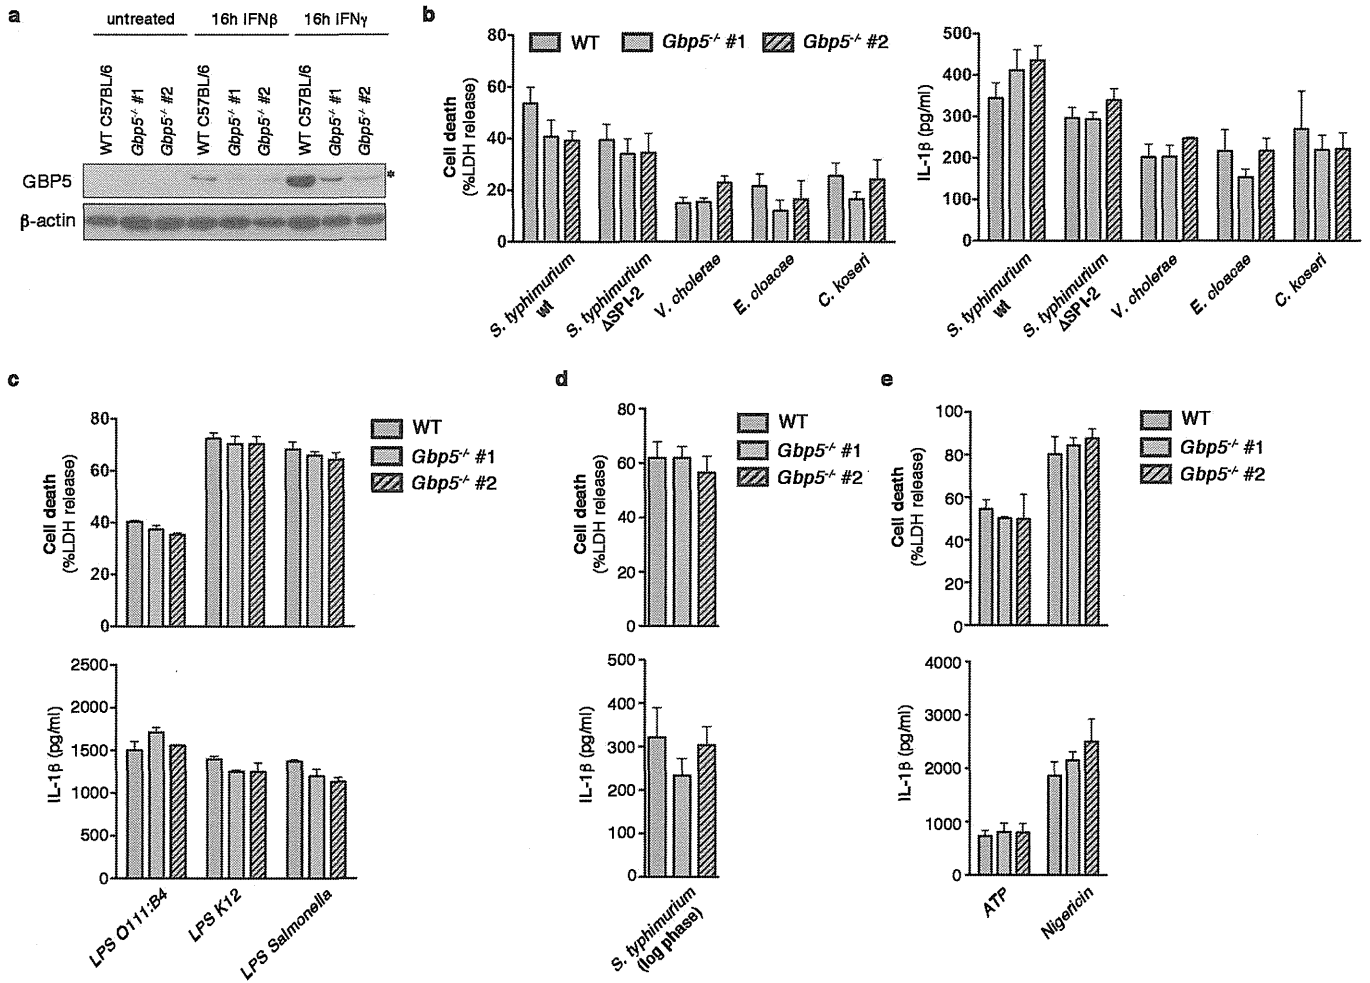 a
untreated 16h IFNβ 16h IFNγ
WT C57BL/6
Gbp5-/- #1
Gbp5-/- #2
WT C57BL/6
Gbp5-/- #1
Gbp5-/- #2
WT C57BL/6
Gbp5-/- #1
Gbp5-/- #2
GBP5
*
β-actin
b
WT Gbp5-/- #1 Gbp5-/- #2
Cell death
(%LDH release)
80
60
40
20
0
S. typhimurium
wt
S. typhimurium
ΔSPI-2
V. cholerae
E. oloaoae
C. koseri
IL-1β (pg/ml)
500
400
300
200
100
0
S. typhimurium
wt
S. typhimurium
ΔSPI-2
V. cholerae
E. cloacae
C. koseri
c
Cell death
(%LDH release)
80
60
40
20
0
WT
Gbp5-/- #1
Gbp5-/- #2
IL-1β (pg/ml)
2500
2000
1500
1000
500
0
LPS O111:B4
LPS K12
LPS Salmonella
d
Cell death
(%LDH release)
80
60
40
20
0
WT
Gbp5-/- #1
Gbp5-/- #2
IL-1β (pg/ml)
500
400
300
200
100
0
S. typhimurium
(log phase)
e
Cell death
(%LDH release)
100
80
60
40
20
0
WT
Gbp5-/- #1
Gbp5-/- #2
IL-1β (pg/ml)
4000
3000
2000
1000
0
ATP
Nigericin